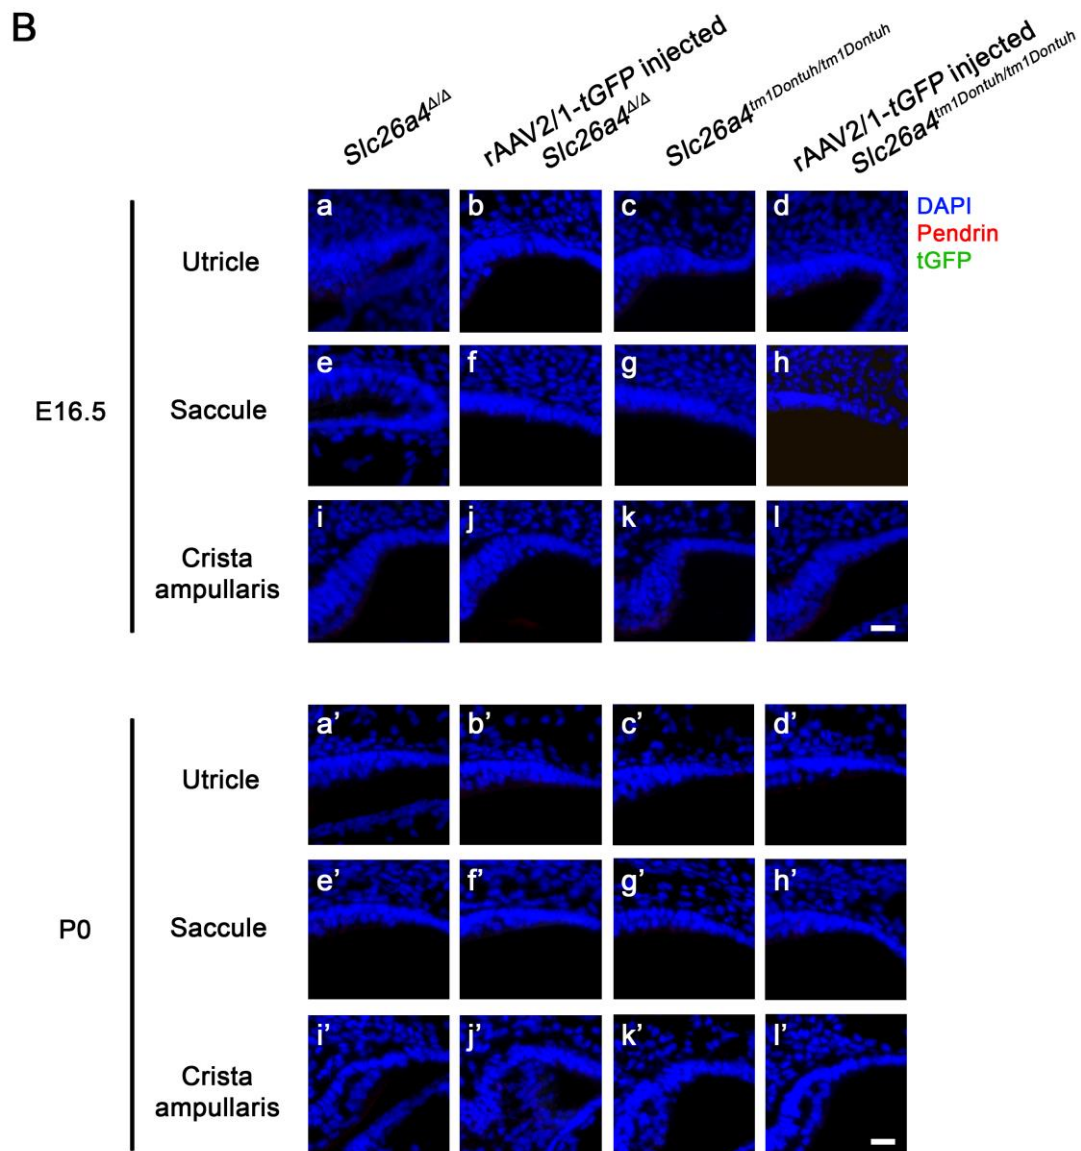 B
Slc26a4Δ/Δ
rAAV2/1-tGFP injected
Slc26a4Δ/Δ
Slc26a4tm1Dontuh/tm1Dontuh
rAAV2/1-tGFP injected
Slc26a4tm1Dontuh/tm1Dontuh
DAPI
Pendrin
tGFP
E16.5
Utricle
a
b
c
d
Saccule
e
f
g
h
Crista
ampullaris
i
j
k
l
P0
Utricle
a’
b’
c’
d’
Saccule
e’
f’
g’
h’
Crista
ampullaris
i’
j’
k’
l’